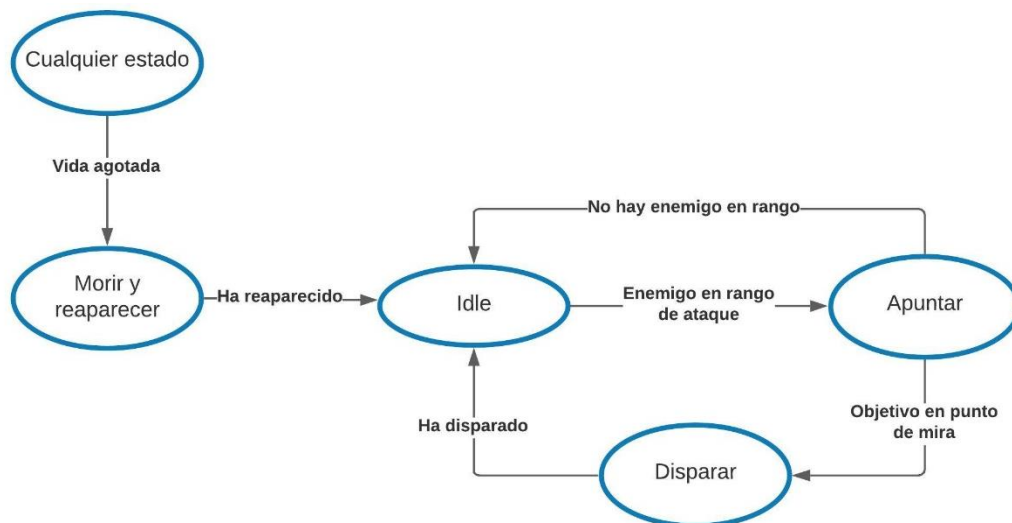 Cualquier estado
Vida agotada
No hay enemigo en rango
Morir y
reaparecer
Ha reaparecido
Idle
Enemigo en rango
de ataque
Apuntar
Ha disparado
Objetivo en punto
de mira
Disparar